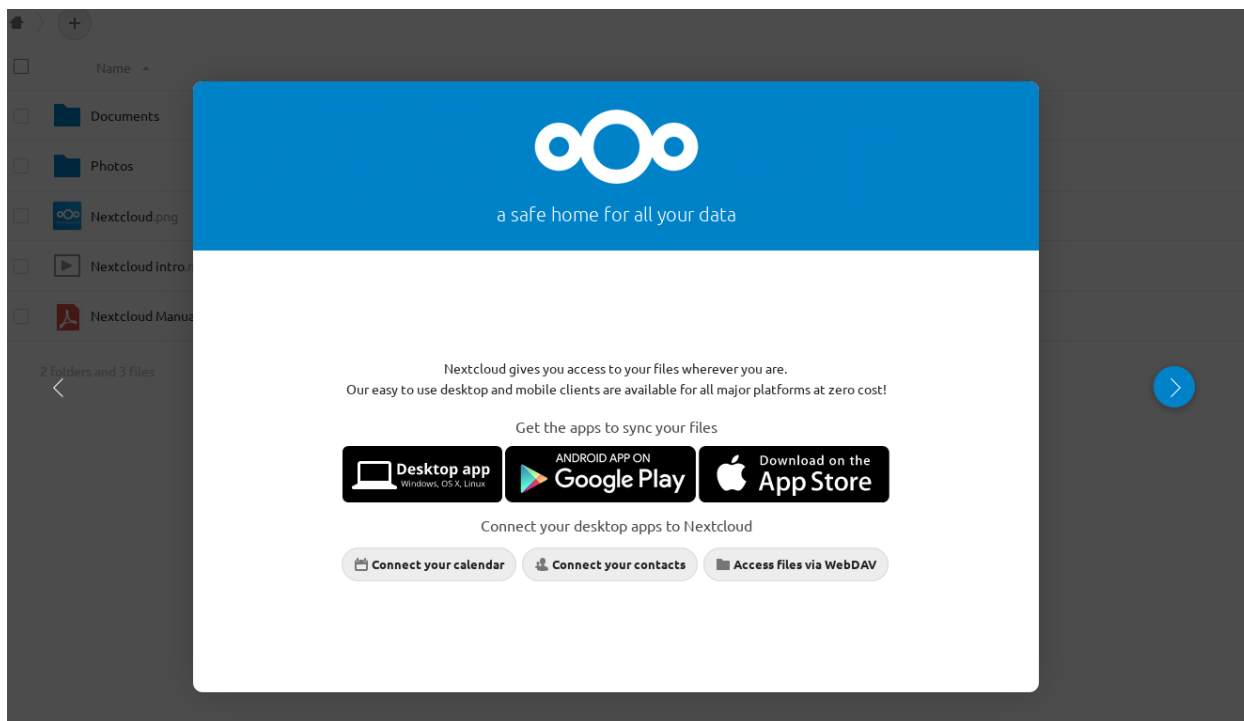 Name
Documents
Photos
Nextcloud.png
Nextcloud intro
Nextcloud
2 folders and 3 files
a safe home for all your data
Nextcloud gives you access to your files wherever you are.
Our easy to use desktop and mobile clients are available for all major platforms at zero cost!
Get the apps to sync your files
Desktop app
Windows, OS X, Linux
ANDROID APP ON
Google Play
Download on the
App Store
Connect your desktop apps to Nextcloud
Connect your calendar
Connect your contacts
Access files via WebDAV